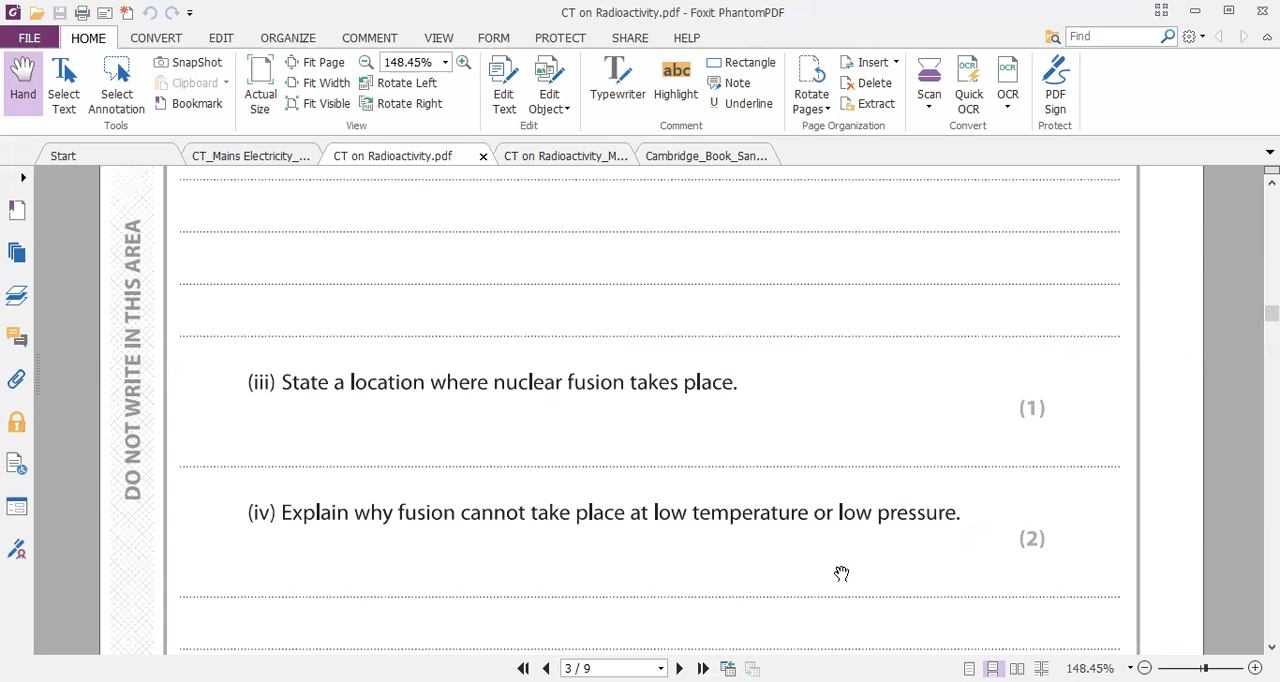 CT on Radioactivity.pdf - Foxit PhantomPDF
FILE HOME CONVERT EDIT ORGANIZE COMMENT VIEW FORM PROTECT SHARE HELP Find
Hand
Select Text
Select Annotation
SnapShot
Clipboard
Bookmark
Tools
Actual Size
Fit Page
Fit Width
Fit Visible
148.45%
Rotate Left
Rotate Right
View
Edit Text
Edit Object
Edit
Typewriter
abc
Highlight
Rectangle
Note
U Underline
Comment
Rotate Pages
Insert
Delete
Extract
Page Organization
Scan
OCR
Quick OCR
OCR
OCR
Convert
PDF Sign
Protect
Start CT_Mains Electricity_... CT on Radioactivity.pdf CT on Radioactivity_M... Cambridge_Book_San...
DO NOT WRITE IN THIS AREA
(iii) State a location where nuclear fusion takes place.
(1)
(iv) Explain why fusion cannot take place at low temperature or low pressure.
(2)
3 / 9 148.45%